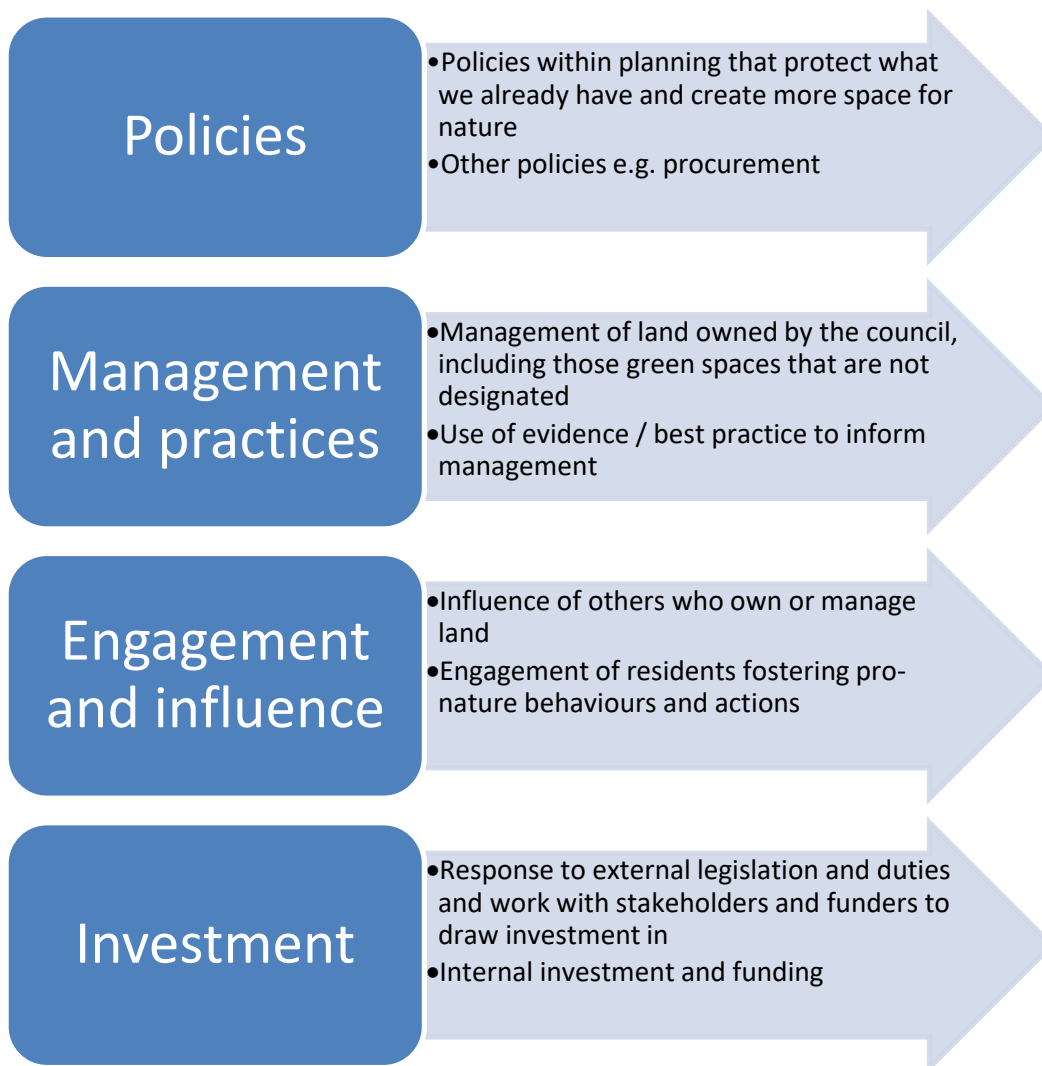 Policies
•Policies within planning that protect what
we already have and create more space for
nature
•Other policies e.g. procurement
Management
and practices
•Management of land owned by the council,
including those green spaces that are not
designated
•Use of evidence / best practice to inform
management
Engagement
and influence
•Influence of others who own or manage
land
•Engagement of residents fostering pro-
nature behaviours and actions
Investment
•Response to external legislation and duties
and work with stakeholders and funders to
draw investment in
•Internal investment and funding